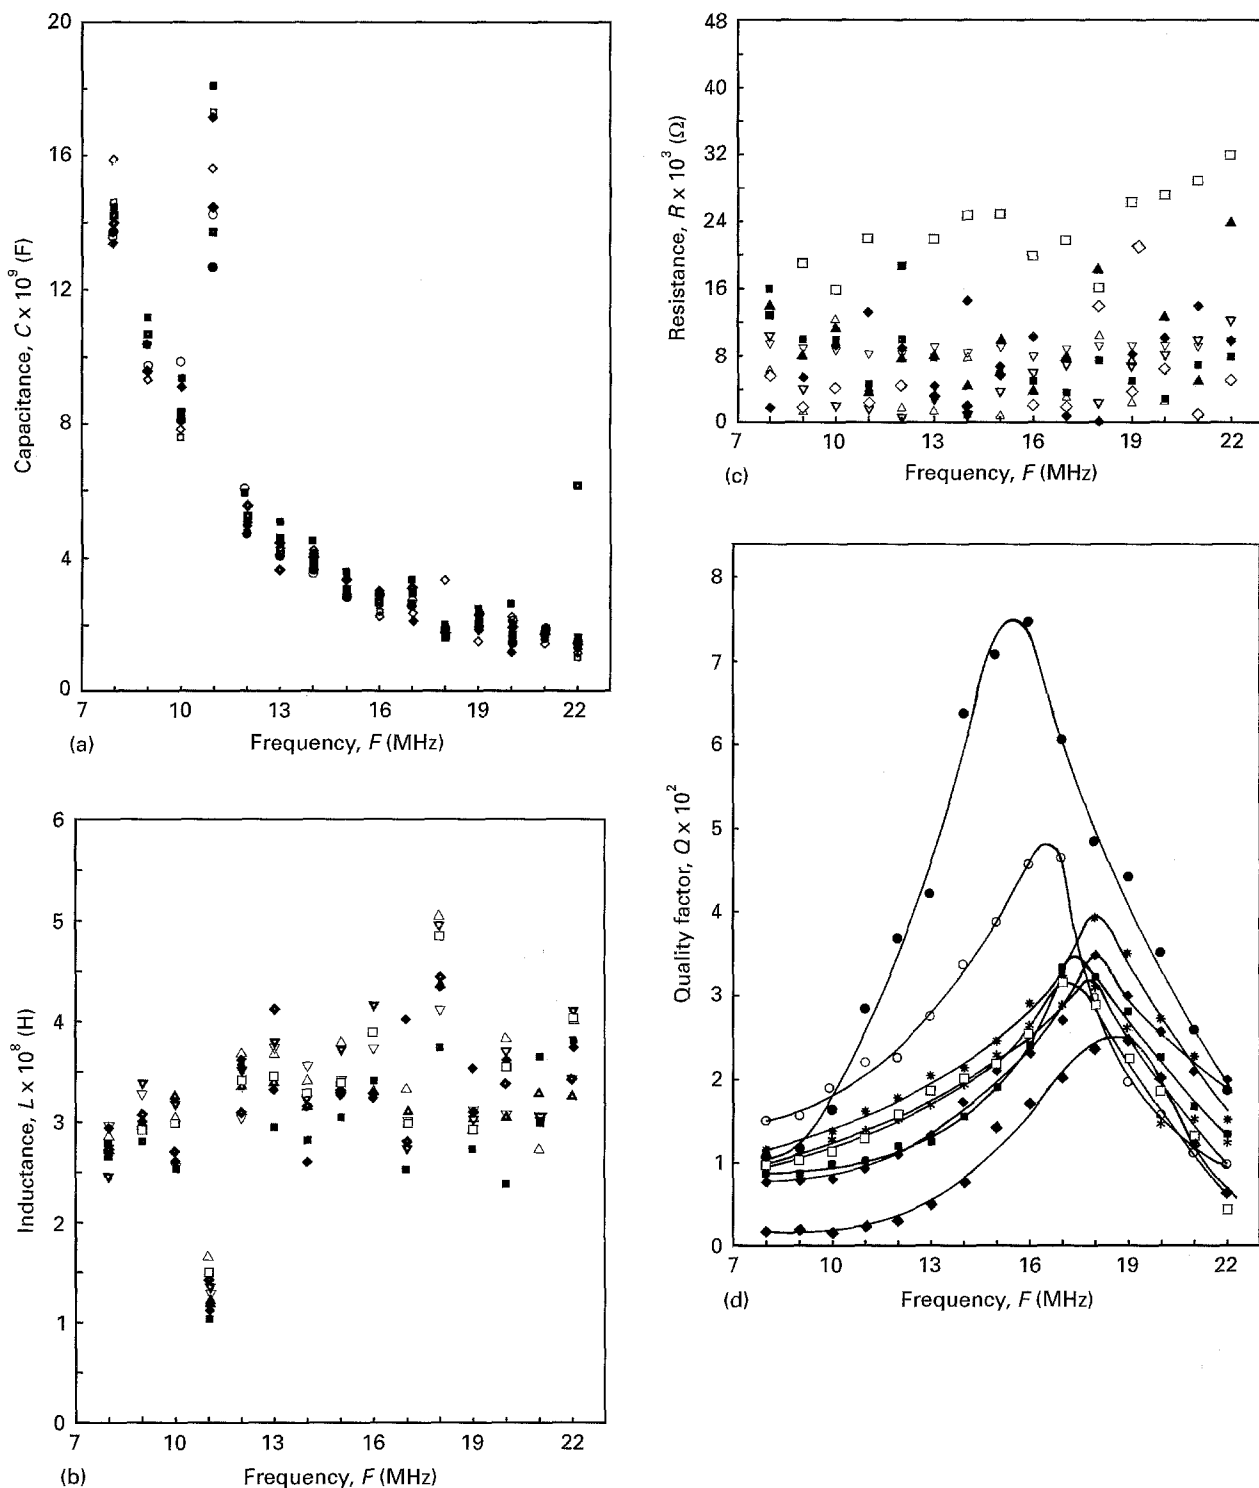 20
16
12
8
4
0
Capacitance, C x 10⁹ (F)
7 10 13 16 19 22
(a) Frequency, F (MHz)
6
5
4
3
2
1
0
Inductance, L x 10⁸ (H)
7 10 13 16 19 22
(b) Frequency, F (MHz)
48
40
32
24
16
8
0
Resistance, R x 10³ (Ω)
7 10 13 16 19 22
(c) Frequency, F (MHz)
8
7
6
5
4
3
2
1
0
Quality factor, Q x 10²
7 10 13 16 19 22
(d) Frequency, F (MHz)